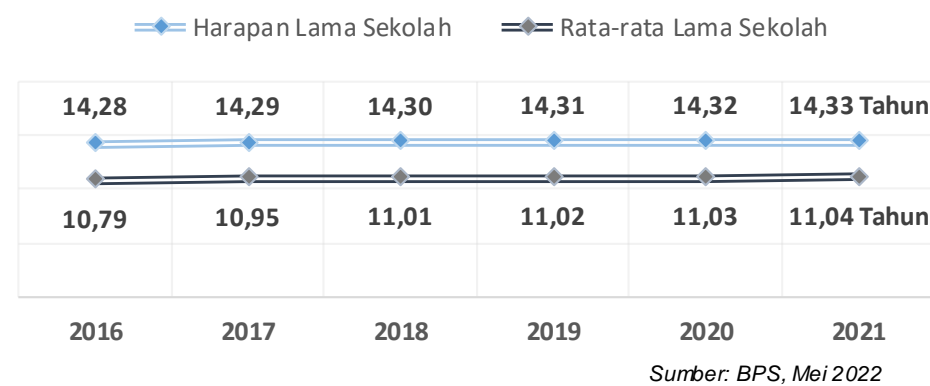 Harapan Lama Sekolah Rata-rata Lama Sekolah
14,28 14,29 14,30 14,31 14,32 14,33 Tahun
10,79 10,95 11,01 11,02 11,03 11,04 Tahun
2016 2017 2018 2019 2020 2021
Sumber: BPS, Mei 2022